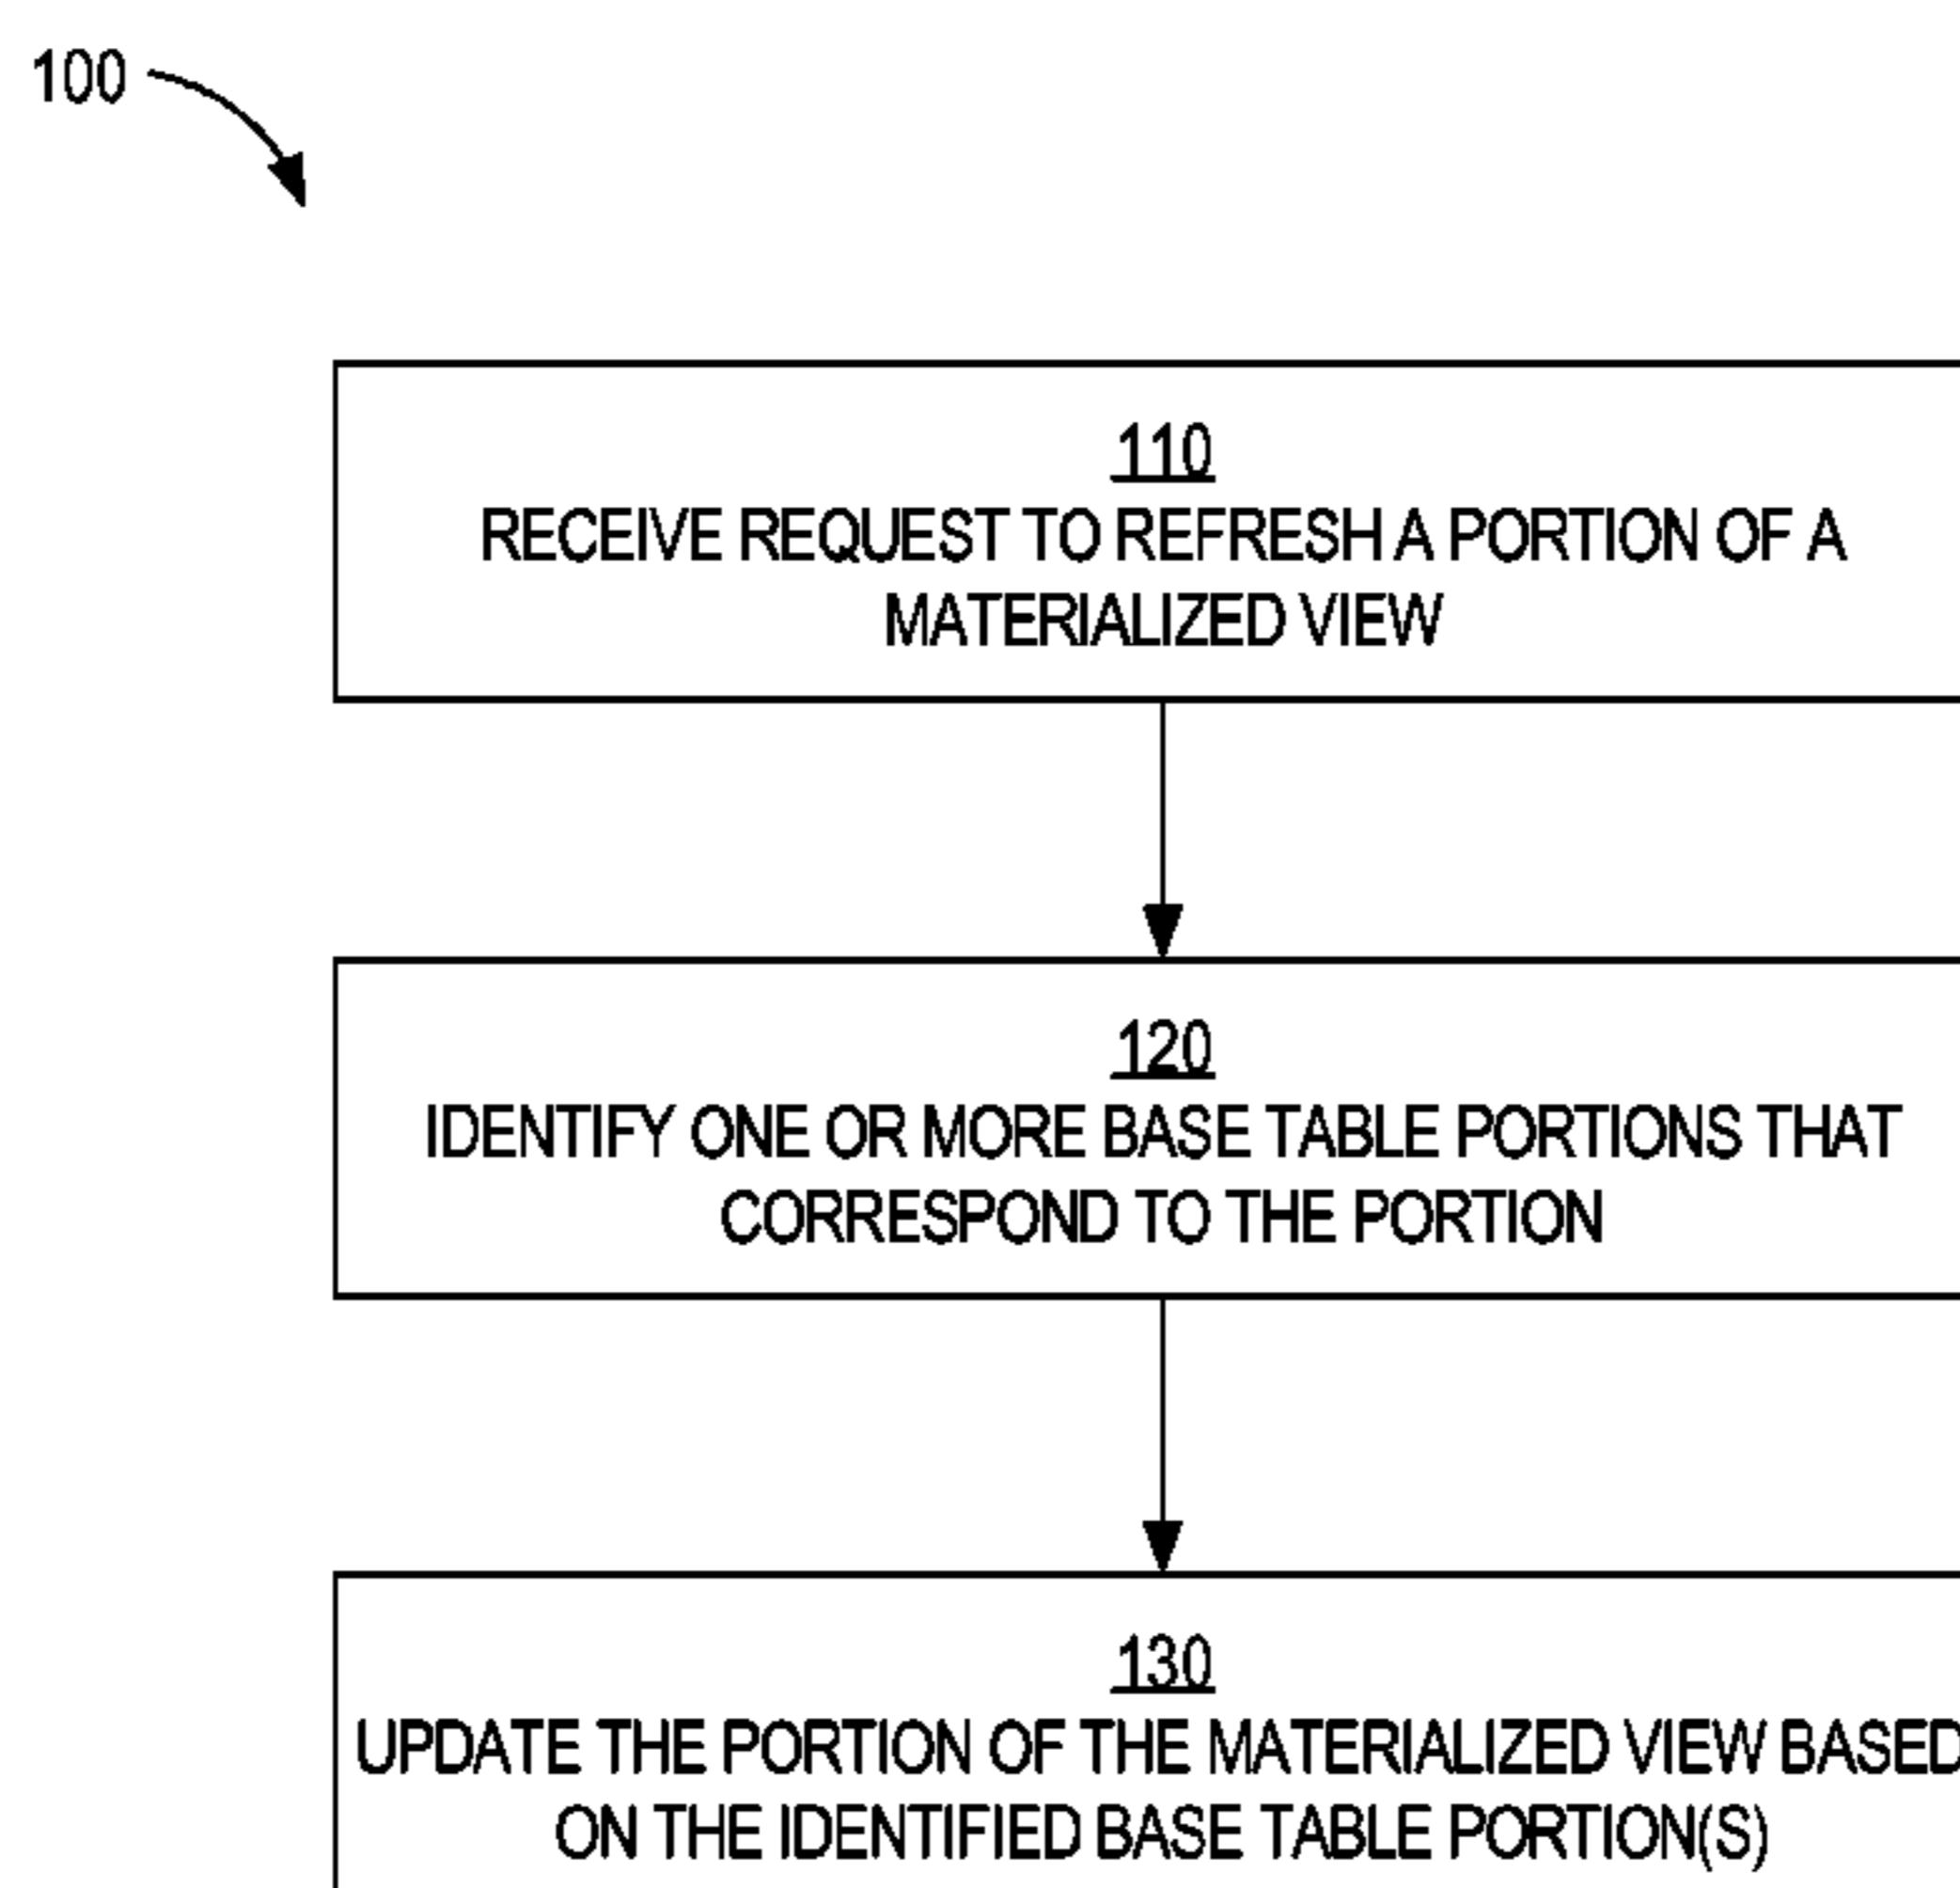 100
110
RECEIVE REQUEST TO REFRESH A PORTION OF A
MATERIALIZED VIEW
120
IDENTIFY ONE OR MORE BASE TABLE PORTIONS THAT
CORRESPOND TO THE PORTION
130
UPDATE THE PORTION OF THE MATERIALIZED VIEW BASED
ON THE IDENTIFIED BASE TABLE PORTION(S)